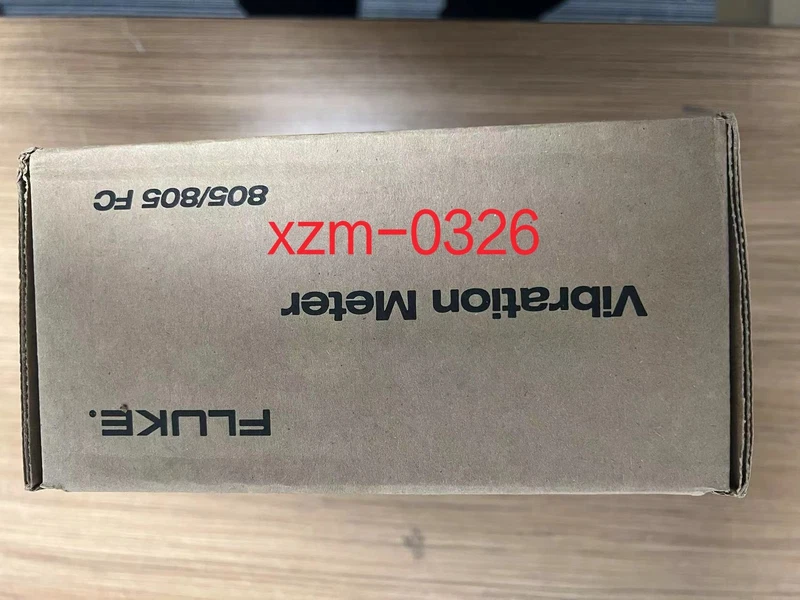 FLUKE.
Vibration Meter
805/805 FC
xzm-0326